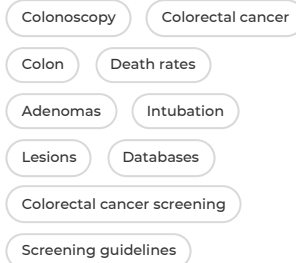 Colonoscopy Colorectal cancer
Colon Death rates
Adenomas Intubation
Lesions Databases
Colorectal cancer screening
Screening guidelines